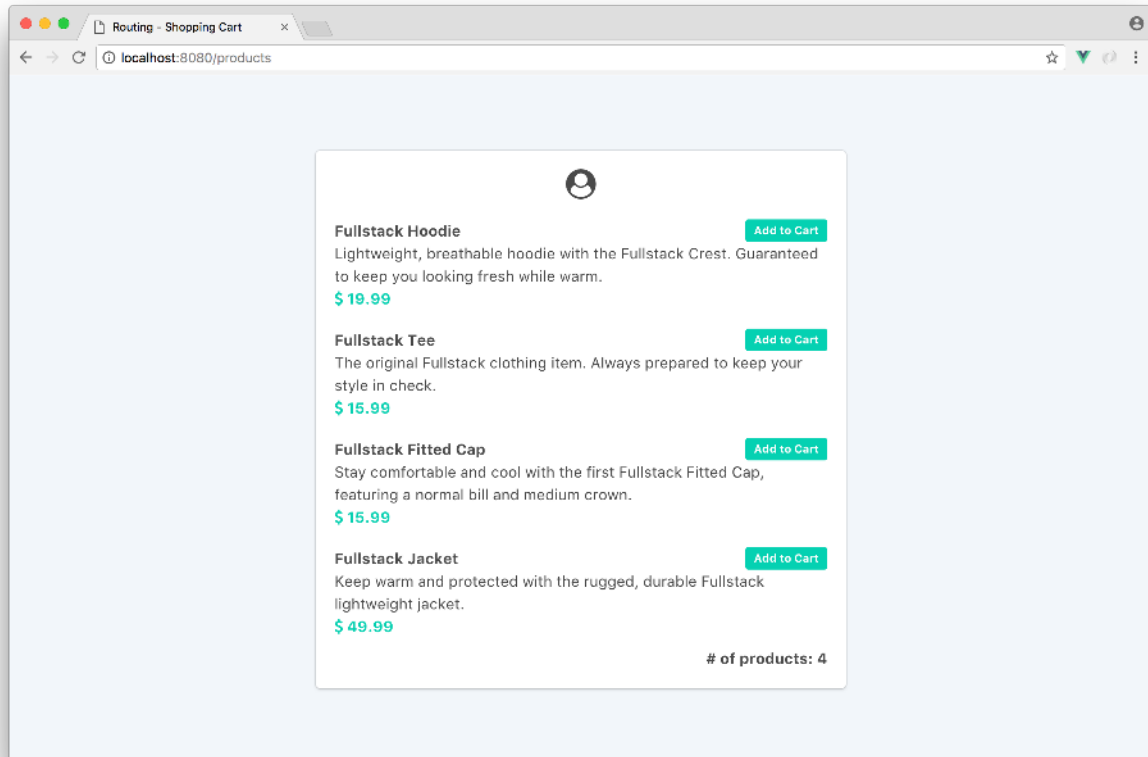 Routing - Shopping Cart
localhost:8080/products
Fullstack Hoodie
Add to Cart
Lightweight, breathable hoodie with the Fullstack Crest. Guaranteed
to keep you looking fresh while warm.
$ 19.99
Fullstack Tee
Add to Cart
The original Fullstack clothing item. Always prepared to keep your
style in check.
$ 15.99
Fullstack Fitted Cap
Add to Cart
Stay comfortable and cool with the first Fullstack Fitted Cap,
featuring a normal bill and medium crown.
$ 15.99
Fullstack Jacket
Add to Cart
Keep warm and protected with the rugged, durable Fullstack
lightweight jacket.
$ 49.99
# of products: 4